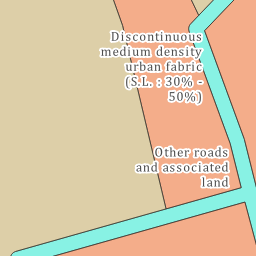 Discontinuous
medium density
urban fabric
(S.L. : 30% -
50%)
Other roads
and associated
land